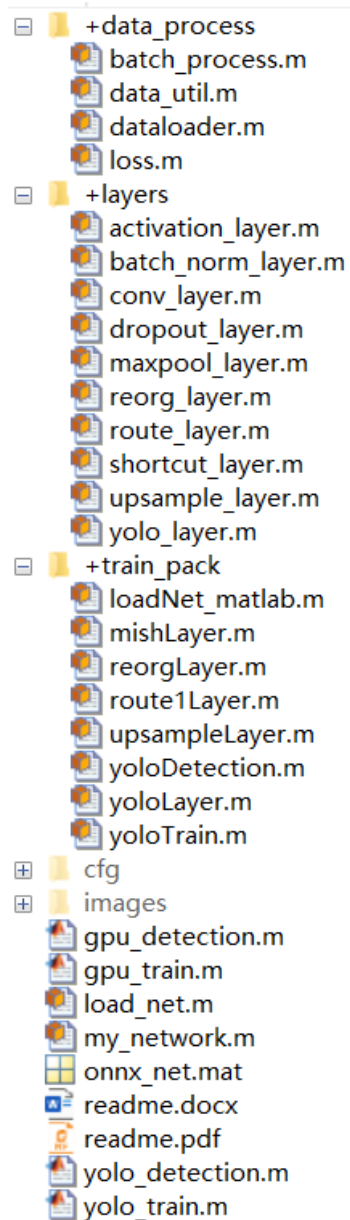 +data_process
batch_process.m
data_util.m
dataloader.m
loss.m
+layers
activation_layer.m
batch_norm_layer.m
conv_layer.m
dropout_layer.m
maxpool_layer.m
reorg_layer.m
route_layer.m
shortcut_layer.m
upsample_layer.m
yolo_layer.m
+train_pack
loadNet_matlab.m
mishLayer.m
reorgLayer.m
route1Layer.m
upsampleLayer.m
yoloDetection.m
yoloLayer.m
yoloTrain.m
cfg
images
gpu_detection.m
gpu_train.m
load_net.m
my_network.m
onnx_net.mat
readme.docx
readme.pdf
yolo_detection.m
yolo_train.m